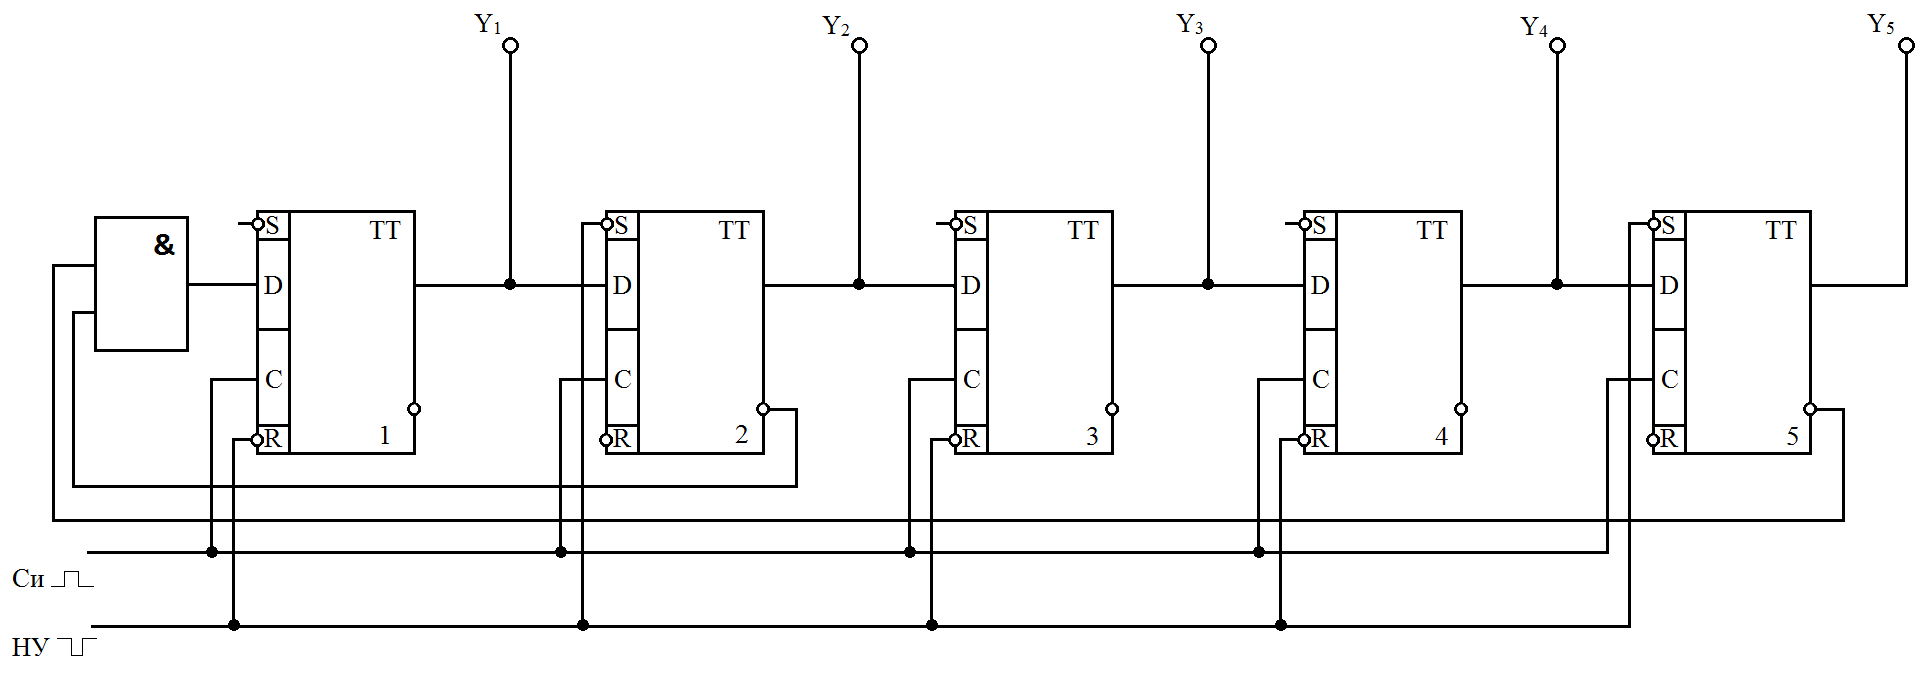 Y₁ Y₂ Y₃ Y₄ Y₅
& S TT S TT S TT S TT S TT
D D D D D
C C C C C
R 1 R 2 R 3 R 4 R 5
Си
НУ